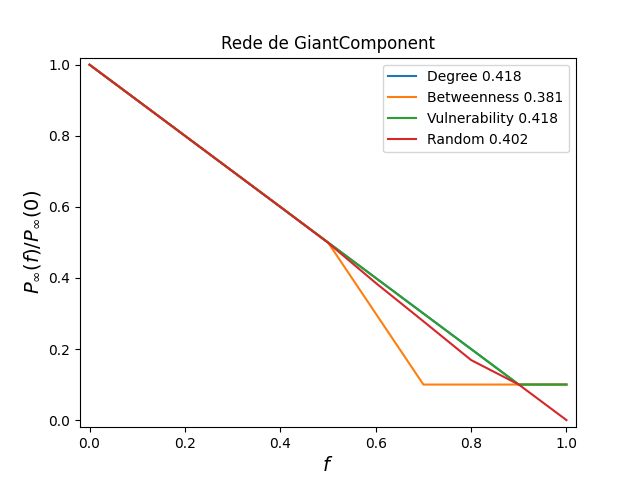 Rede de GiantComponent
Degree 0.418
Betweenness 0.381
Vulnerability 0.418
Random 0.402
P∞(f)/P∞(0)
1.0
0.8
0.6
0.4
0.2
0.0
0.0 0.2 0.4 0.6 0.8 1.0
f